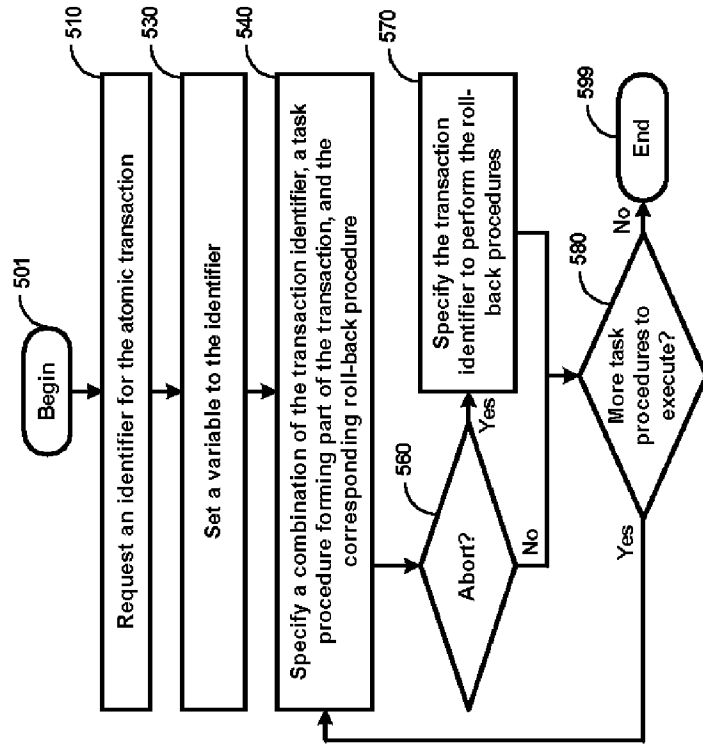 501
Begin
510
Request an identifier for the atomic transaction
530
Set a variable to the identifier
540
Specify a combination of the transaction identifier, a task
procedure forming part of the transaction, and the
corresponding roll-back procedure
560
Abort?
Yes
No
570
Specify the transaction
identifier to perform the roll-
back procedures
580
More task
procedures to
execute?
Yes
No
599
End